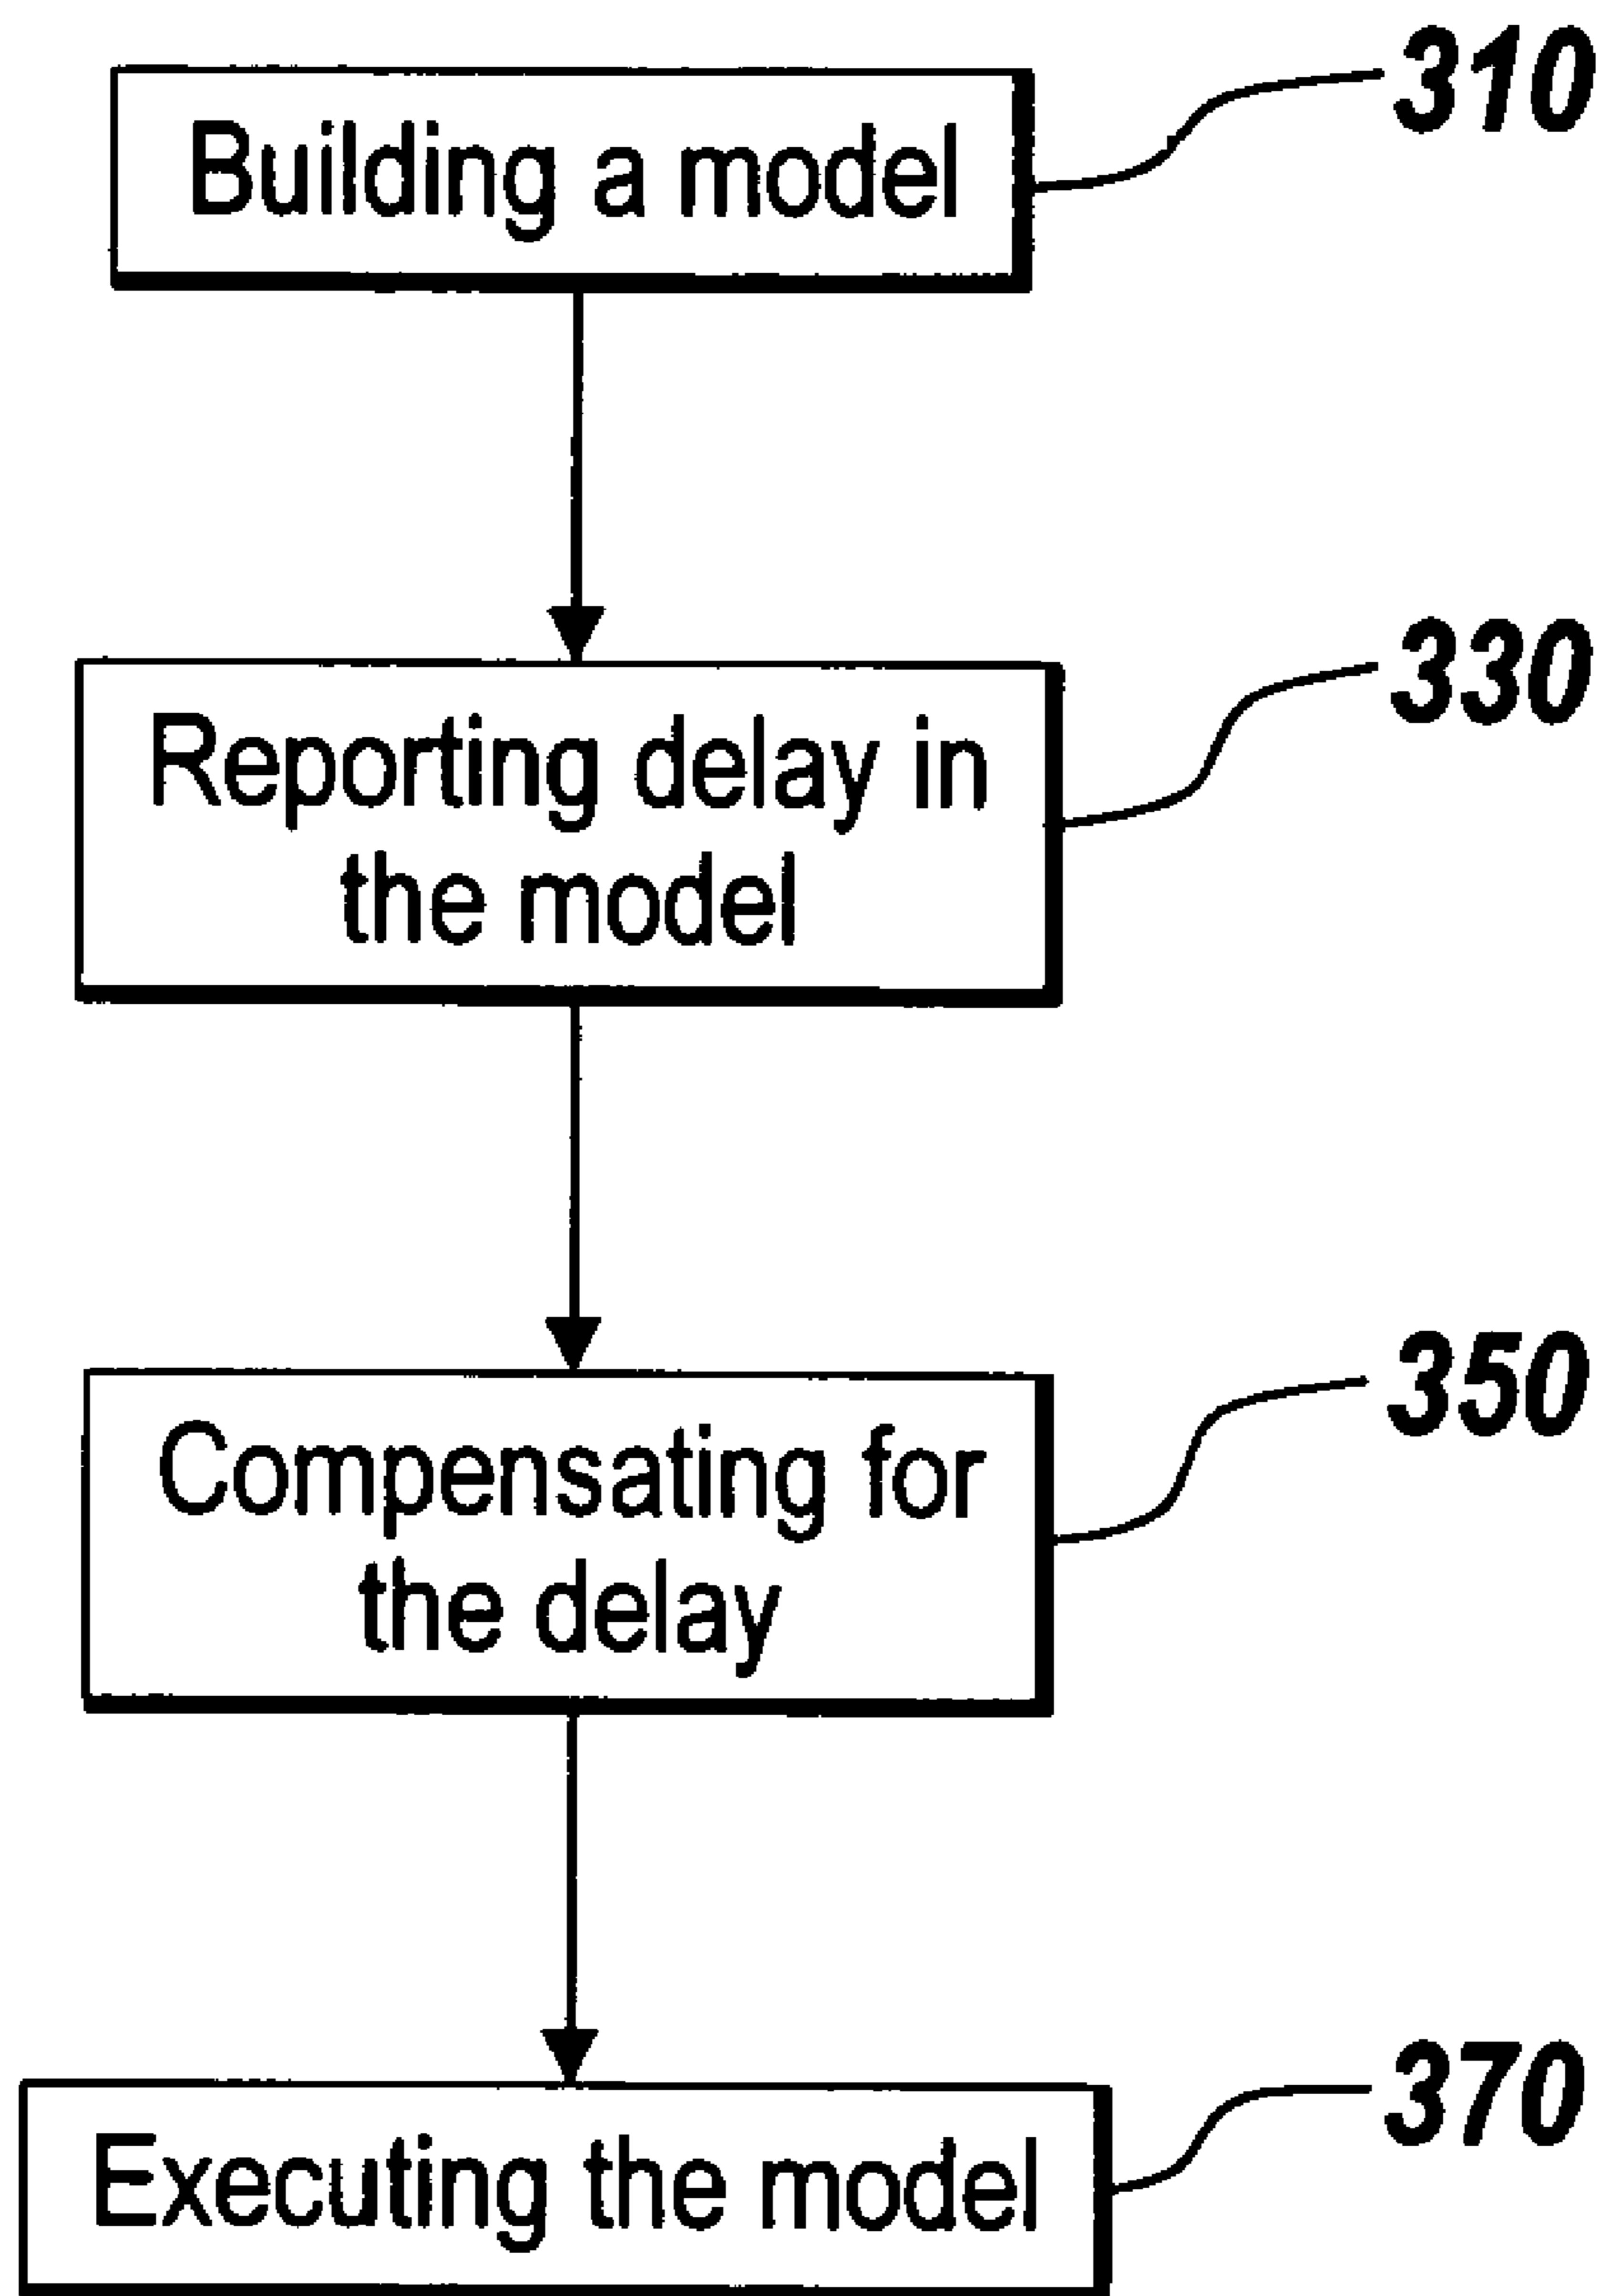 310
Building a model
330
Reporting delay in
the model
350
Compensating for
the delay
370
Executing the model